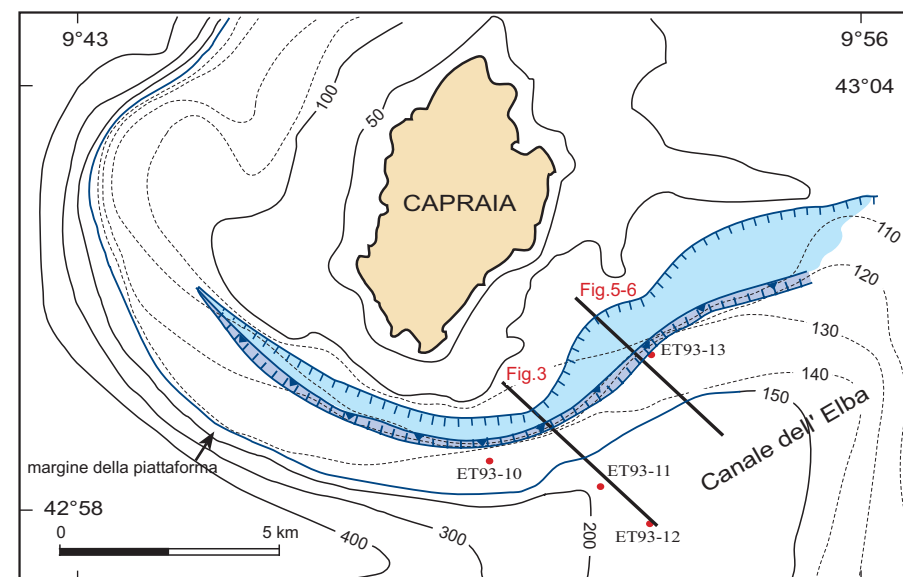 9°43
9°56
43°04
100
50
CAPRAIA
110
120
Fig.5-6
130
ET93-13
Fig.3
140
150
Canale dell' Elba
margine della piattaforma
ET93-10
ET93-11
42°58
200
ET93-12
0
5 km
300
400